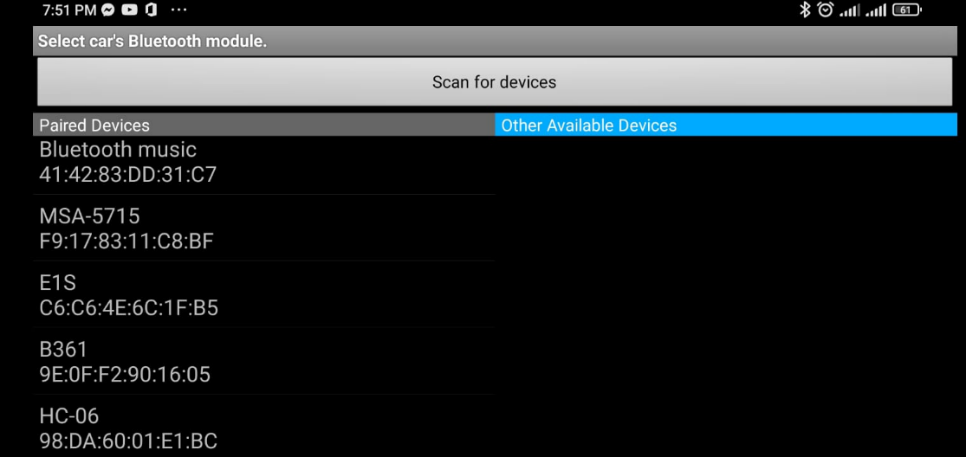 7:51 PM
61
Select car's Bluetooth module.
Scan for devices
Paired Devices
Other Available Devices
Bluetooth music
41:42:83:DD:31:C7
MSA-5715
F9:17:83:11:C8:BF
E1S
C6:C6:4E:6C:1F:B5
B361
9E:0F:F2:90:16:05
HC-06
98:DA:60:01:E1:BC